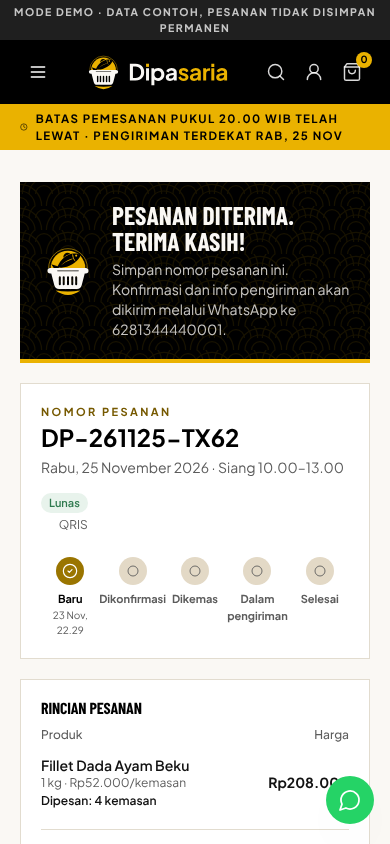 MODE DEMO · DATA CONTOH, PESANAN TIDAK DISIMPAN
PERMANEN
Dipasaria
0
BATAS PEMESANAN PUKUL 20.00 WIB TELAH
LEWAT · PENGIRIMAN TERDEKAT RAB, 25 NOV
PESANAN DITERIMA.
TERIMA KASIH!
Simpan nomor pesanan ini.
Konfirmasi dan info pengiriman akan
dikirim melalui WhatsApp ke
6281344440001.
NOMOR PESANAN
DP-261125-TX62
Rabu, 25 November 2026 · Siang 10.00–13.00
Lunas
QRIS
Baru Dikonfirmasi Dikemas Dalam Selesai
pengiriman
23 Nov,
22.29
RINCIAN PESANAN
Produk Harga
Fillet Dada Ayam Beku
1 kg · Rp52.000/kemasan Rp208.00
Dipesan: 4 kemasan